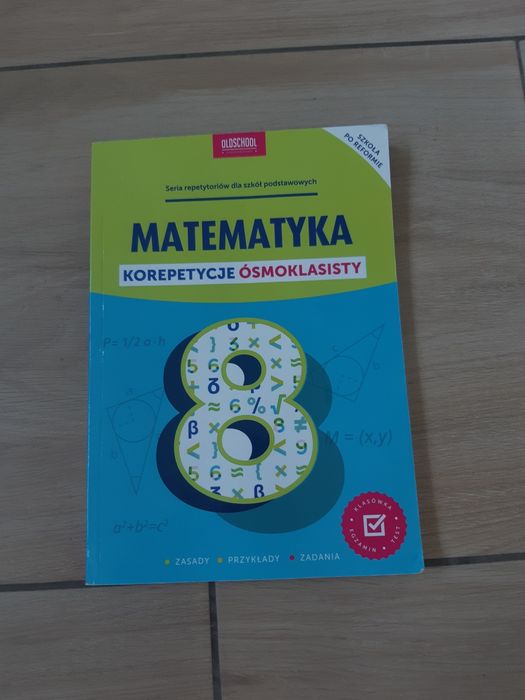 OLDSCHOOL
SZKOŁA
PO REFORMIE
Seria repetytoriów dla szkół podstawowych
MATEMATYKA
KOREPETYCJE ÓSMOKLASISTY
P= 1/2 a·h
8
M = (x,y)
a²+b²=c²
KLASÓWKA • TEST • EGZAMIN •
• ZASADY • PRZYKŁADY • ZADANIA